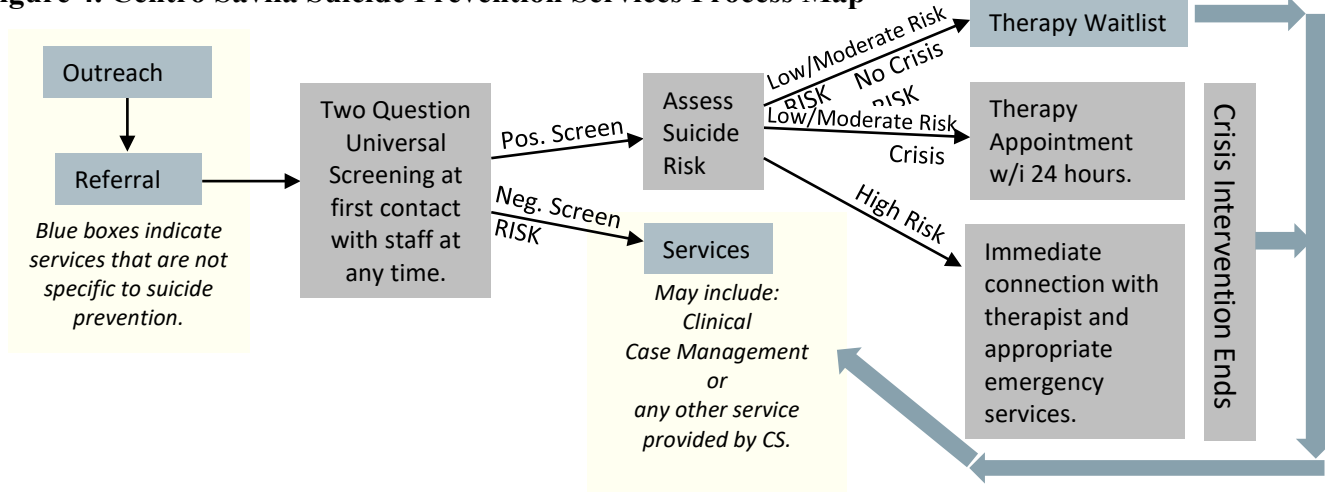 Figure 4. Centro Savila Suicide Prevention Services Process Map
Outreach
Referral
Blue boxes indicate
services that are not
specific to suicide
prevention.
Two Question
Universal
Screening at
first contact
with staff at
any time.
Pos. Screen
Neg. Screen
RISK
Assess
Suicide
Risk
Services
May include:
Clinical
Case Management
or
any other service
provided by CS.
Low/Moderate Risk
No Crisis
RISK
RISK
Low/Moderate Risk
Crisis
High Risk
Therapy Waitlist
Therapy
Appointment
w/i 24 hours.
Immediate
connection with
therapist and
appropriate
emergency
services.
Crisis Intervention Ends